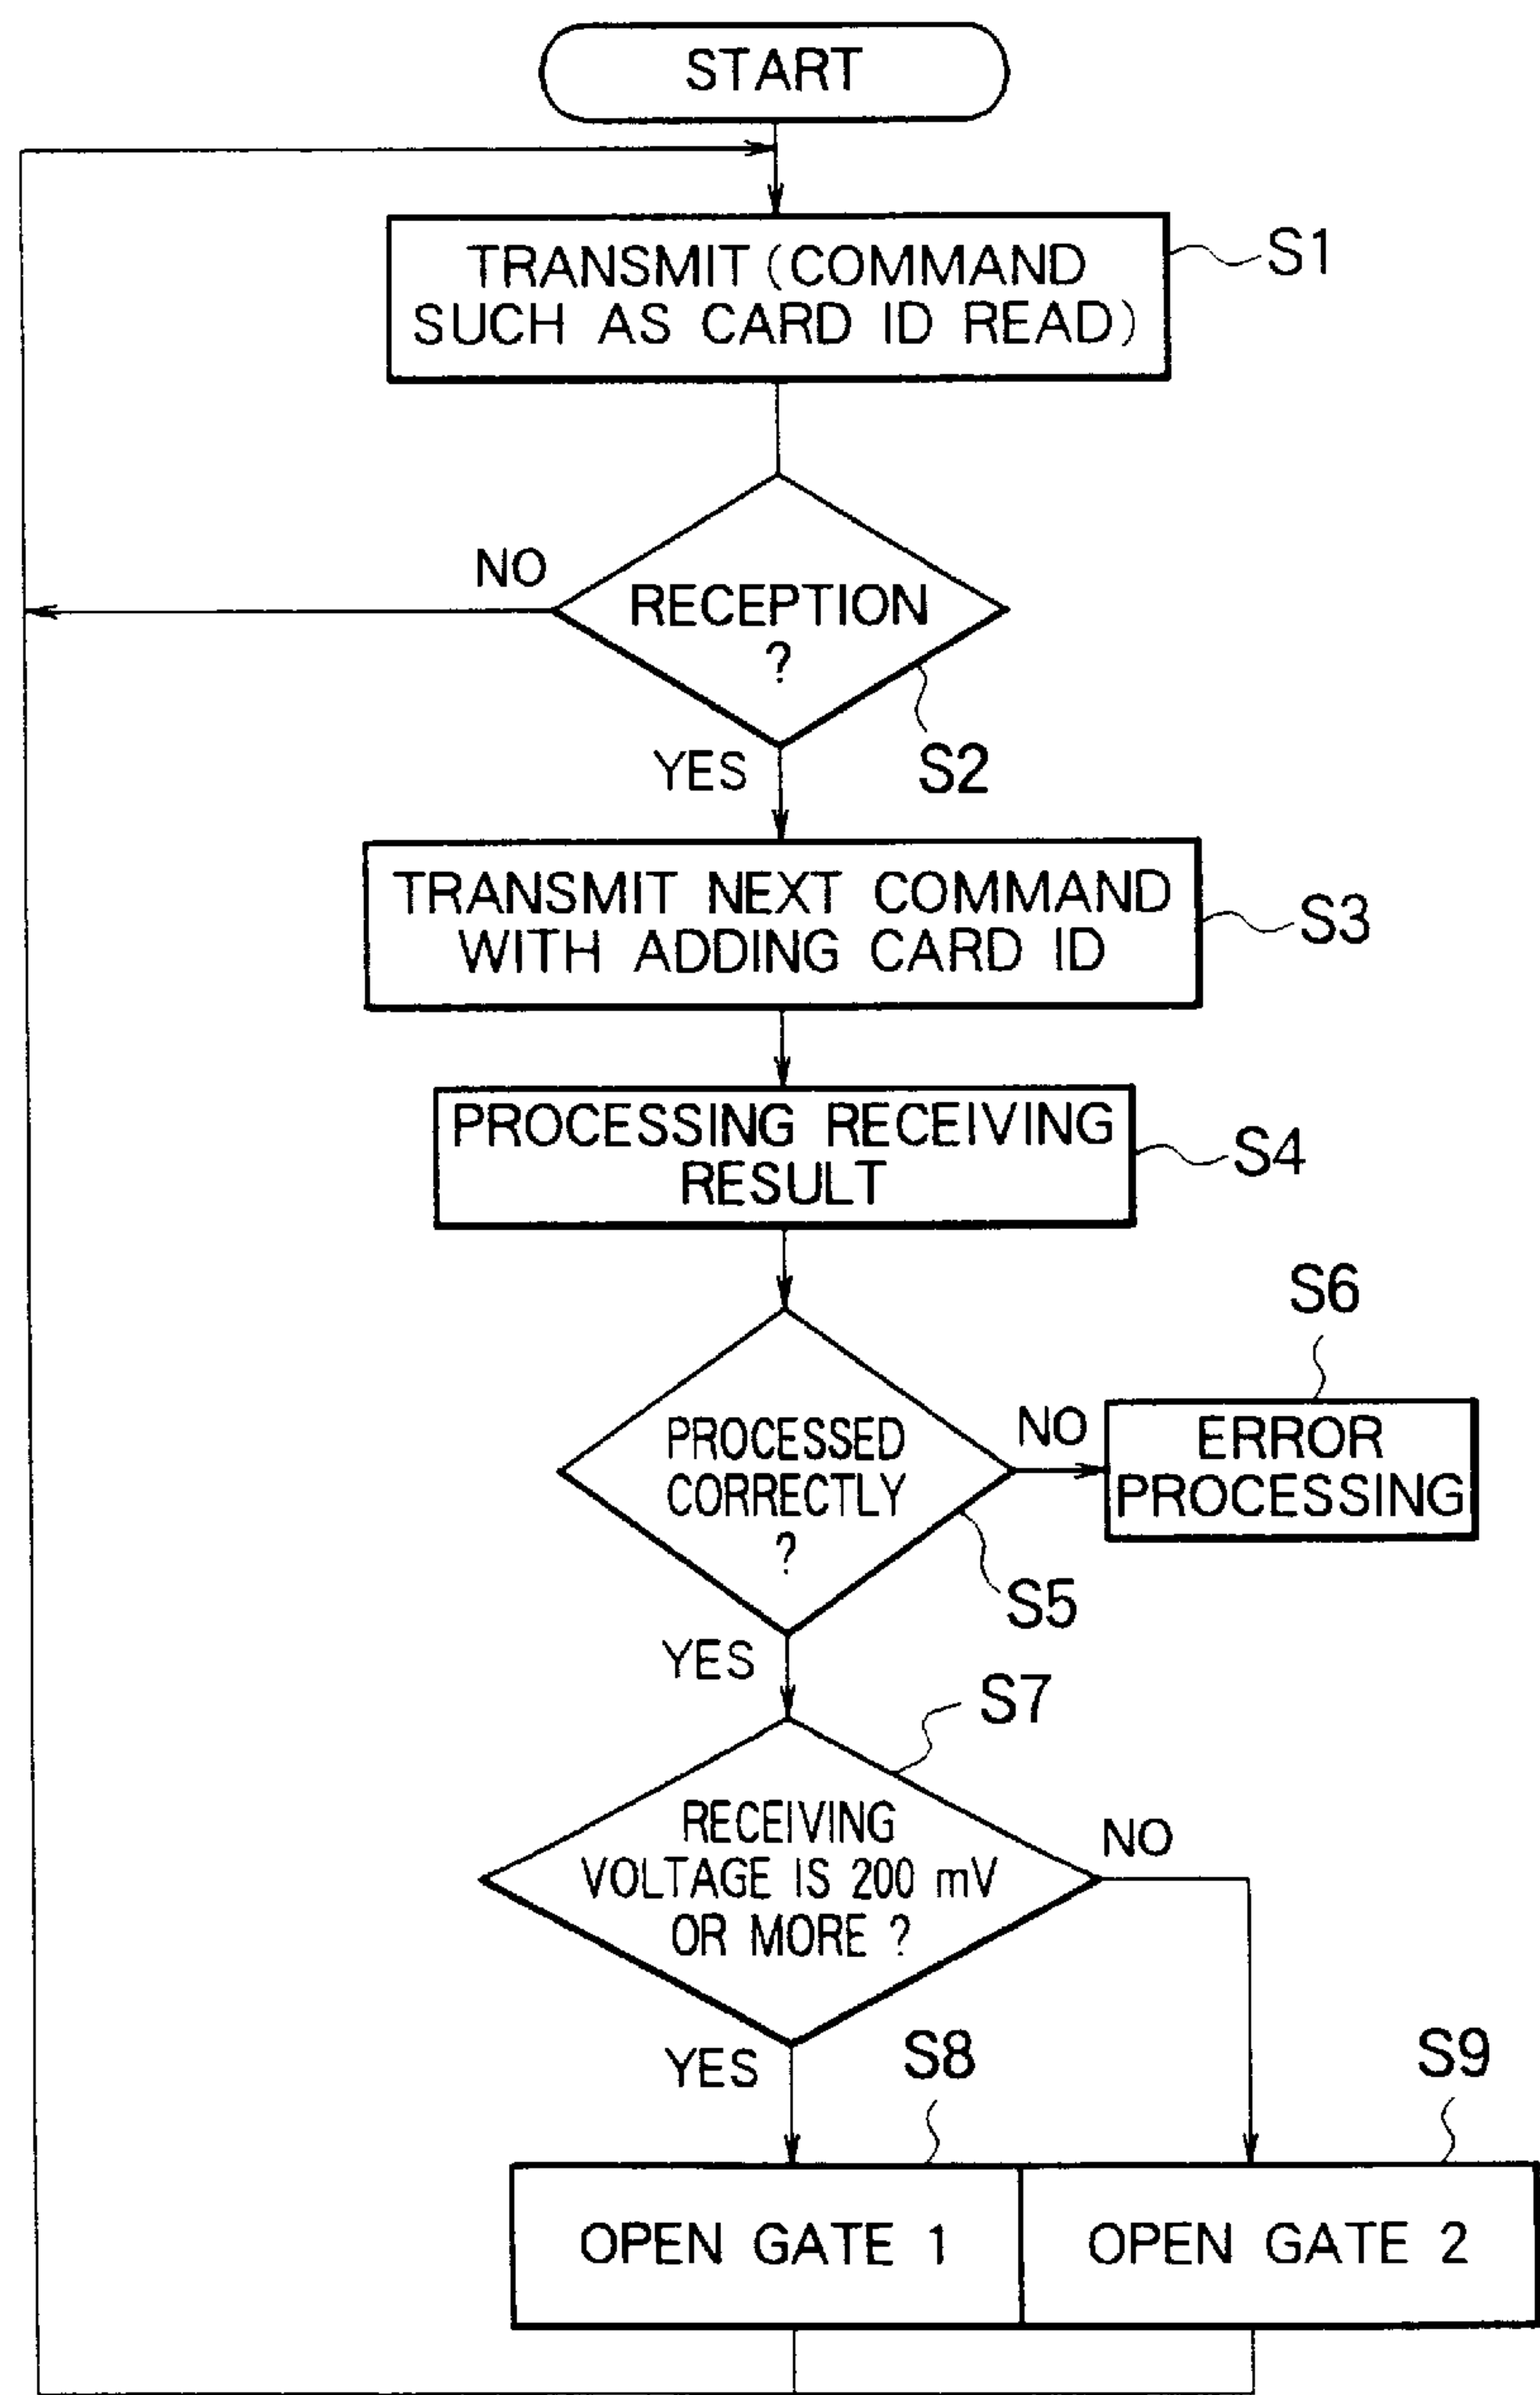 START
TRANSMIT (COMMAND
SUCH AS CARD ID READ)
S1
NO
RECEPTION
?
YES
S2
TRANSMIT NEXT COMMAND
WITH ADDING CARD ID
S3
PROCESSING RECEIVING
RESULT
S4
S6
PROCESSED
CORRECTLY
?
NO
ERROR
PROCESSING
S5
YES
S7
RECEIVING
VOLTAGE IS 200 mV
OR MORE ?
NO
YES
S8
S9
OPEN GATE 1
OPEN GATE 2